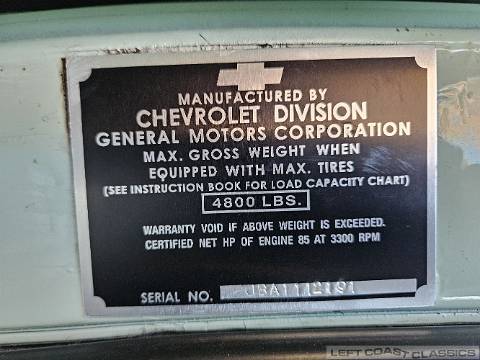 MANUFACTURED BY
CHEVROLET DIVISION
GENERAL MOTORS CORPORATION
MAX. GROSS WEIGHT WHEN
EQUIPPED WITH MAX. TIRES
(SEE INSTRUCTION BOOK FOR LOAD CAPACITY CHART)
4800 LBS.
WARRANTY VOID IF ABOVE WEIGHT IS EXCEEDED.
CERTIFIED NET HP OF ENGINE 85 AT 3300 RPM
SERIAL NO.
LEFT COAST CLASSICS